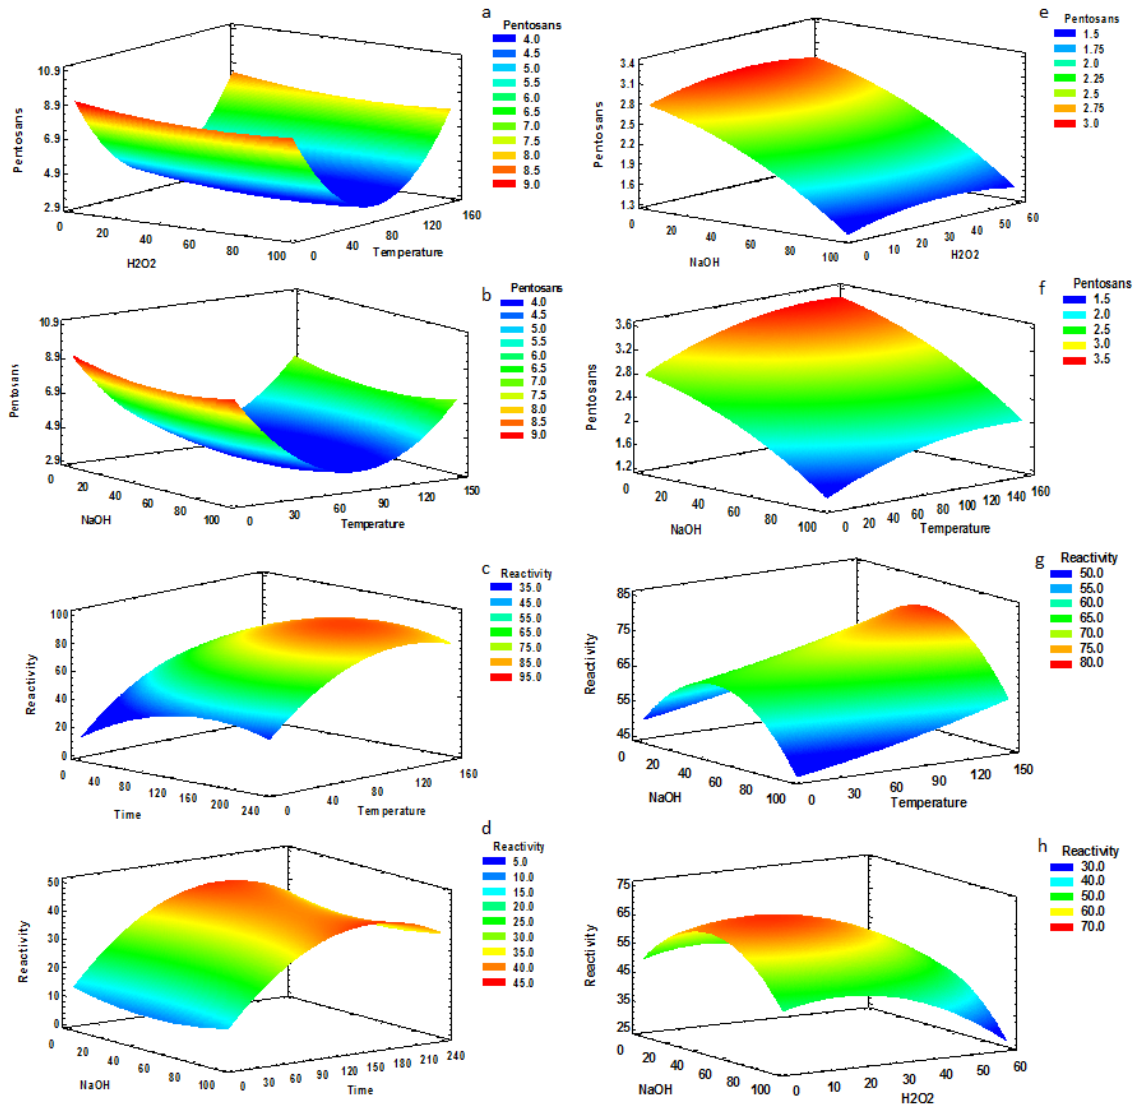 a
Pentosans
4.0
4.5
5.0
5.5
6.0
6.5
7.0
7.5
8.0
8.5
9.0
10.9
8.9
6.9
4.9
2.9
Pentosans
0 20 40 60 80 100
H2O2
0 40 80 120 160
Temperature
e
Pentosans
1.5
1.75
2.0
2.25
2.5
2.75
3.0
3.4
3.1
2.8
2.5
2.2
1.9
1.6
1.3
Pentosans
0 20 40 60 80 100
NaOH
0 10 20 30 40 50 60
H2O2
b
Pentosans
4.0
4.5
5.0
5.5
6.0
6.5
7.0
7.5
8.0
8.5
9.0
10.9
8.9
6.9
4.9
2.9
Pentosans
0 20 40 60 80 100
NaOH
0 30 60 90 120 150
Temperature
f
Pentosans
1.5
2.0
2.5
3.0
3.5
3.6
3.2
2.8
2.4
2
1.6
1.2
Pentosans
0 20 40 60 80 100
NaOH
0 20 40 60 80 100 120 140 160
Temperature
c
Reactivity
35.0
45.0
55.0
65.0
75.0
85.0
95.0
100
80
60
40
20
0
Reactivity
0 40 80 120 160 200 240
Time
0 40 80 120 160
Temperature
g
Reactivity
50.0
55.0
60.0
65.0
70.0
75.0
80.0
85
75
65
55
45
Reactivity
0 20 40 60 80 100
NaOH
0 30 60 90 120 150
Temperature
d
Reactivity
5.0
10.0
15.0
20.0
25.0
30.0
35.0
40.0
45.0
50
40
30
20
10
0
Reactivity
0 20 40 60 80 100
NaOH
0 30 60 90 120 150 180 210 240
Time
h
Reactivity
30.0
40.0
50.0
60.0
70.0
75
65
55
45
35
25
Reactivity
0 20 40 60 80 100
NaOH
0 10 20 30 40 50 60
H2O2